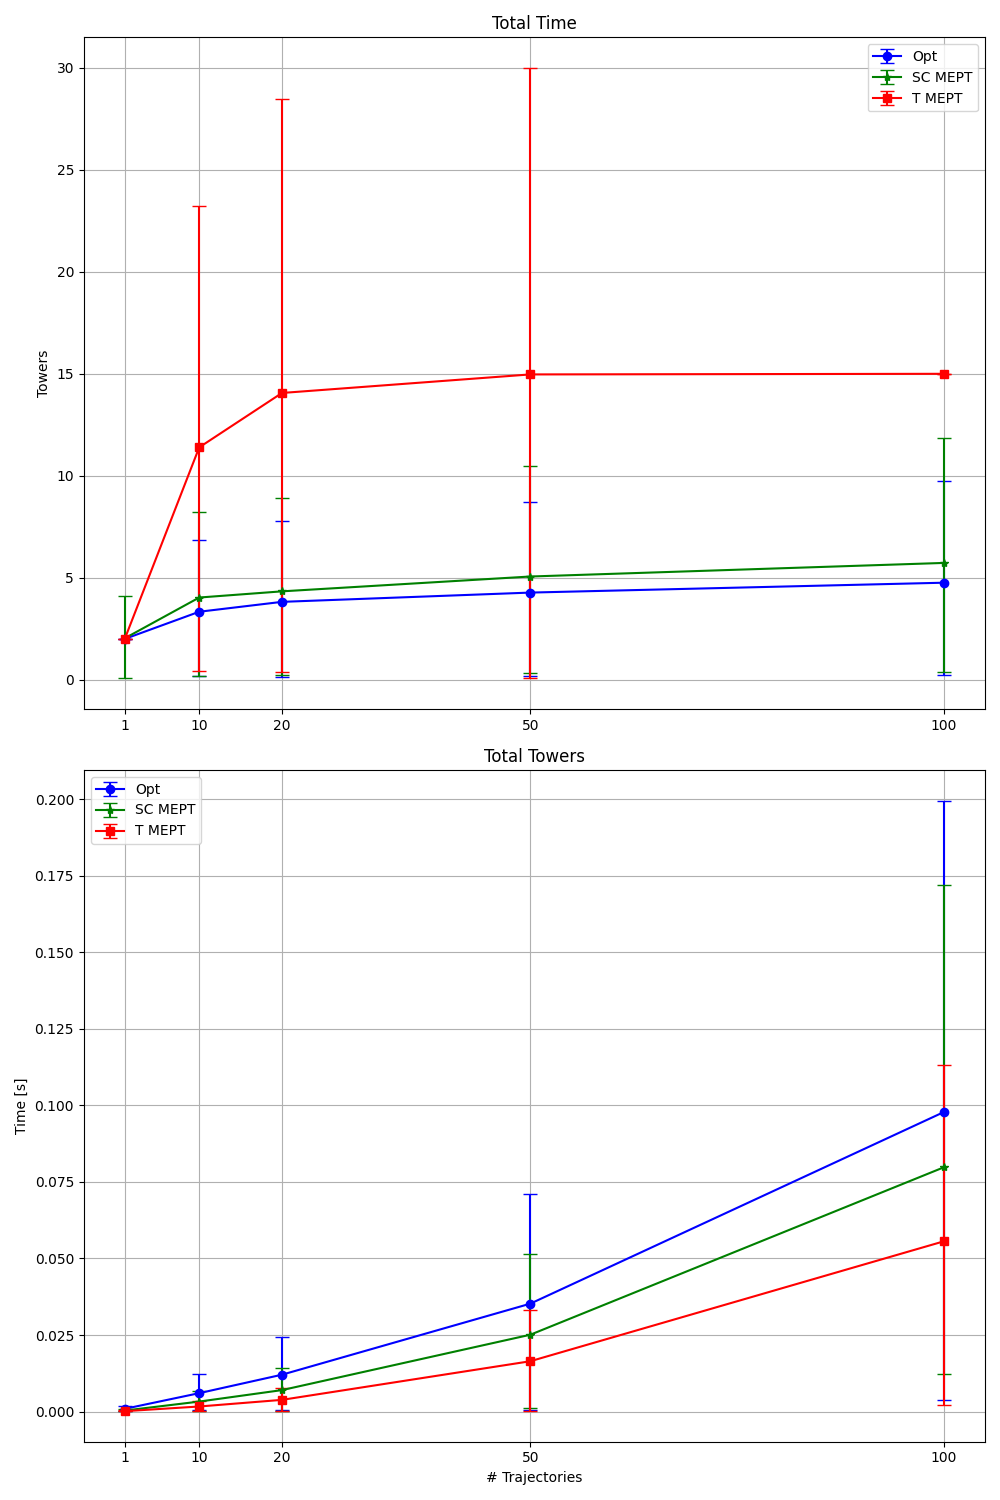 Total Time
Opt
SC MEPT
T MEPT
30
25
20
15
10
5
0
Towers
1 10 20 50 100
Total Towers
Opt
SC MEPT
T MEPT
0.200
0.175
0.150
0.125
0.100
0.075
0.050
0.025
0.000
Time [s]
1 10 20 50 100
# Trajectories